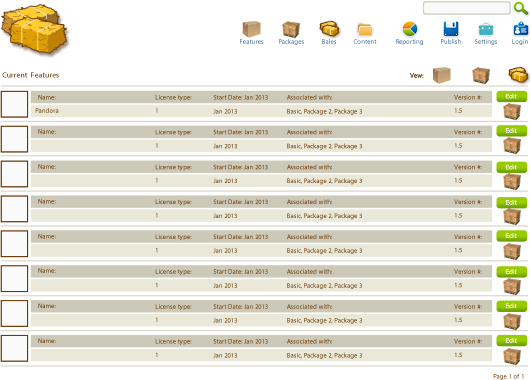 Features Packages Bales Content Reporting Publish Settings Login
Current Features
Vew:
Name: License type: Start Date: Jan 2013 Associated with: Version #: Edit
Pandora 1 Jan 2013 Basic, Package 2, Package 3 1.5
Name: License type: Start Date: Jan 2013 Associated with: Version #: Edit
1 Jan 2013 Basic, Package 2, Package 3 1.5
Name: License type: Start Date: Jan 2013 Associated with: Version #: Edit
1 Jan 2013 Basic, Package 2, Package 3 1.5
Name: License type: Start Date: Jan 2013 Associated with: Version #: Edit
1 Jan 2013 Basic, Package 2, Package 3 1.5
Name: License type: Start Date: Jan 2013 Associated with: Version #: Edit
1 Jan 2013 Basic, Package 2, Package 3 1.5
Name: License type: Start Date: Jan 2013 Associated with: Version #: Edit
1 Jan 2013 Basic, Package 2, Package 3 1.5
Name: License type: Start Date: Jan 2013 Associated with: Version #: Edit
1 Jan 2013 Basic, Package 2, Package 3 1.5
Name: License type: Start Date: Jan 2013 Associated with: Version #: Edit
1 Jan 2013 Basic, Package 2, Package 3 1.5
Page 1 of 1